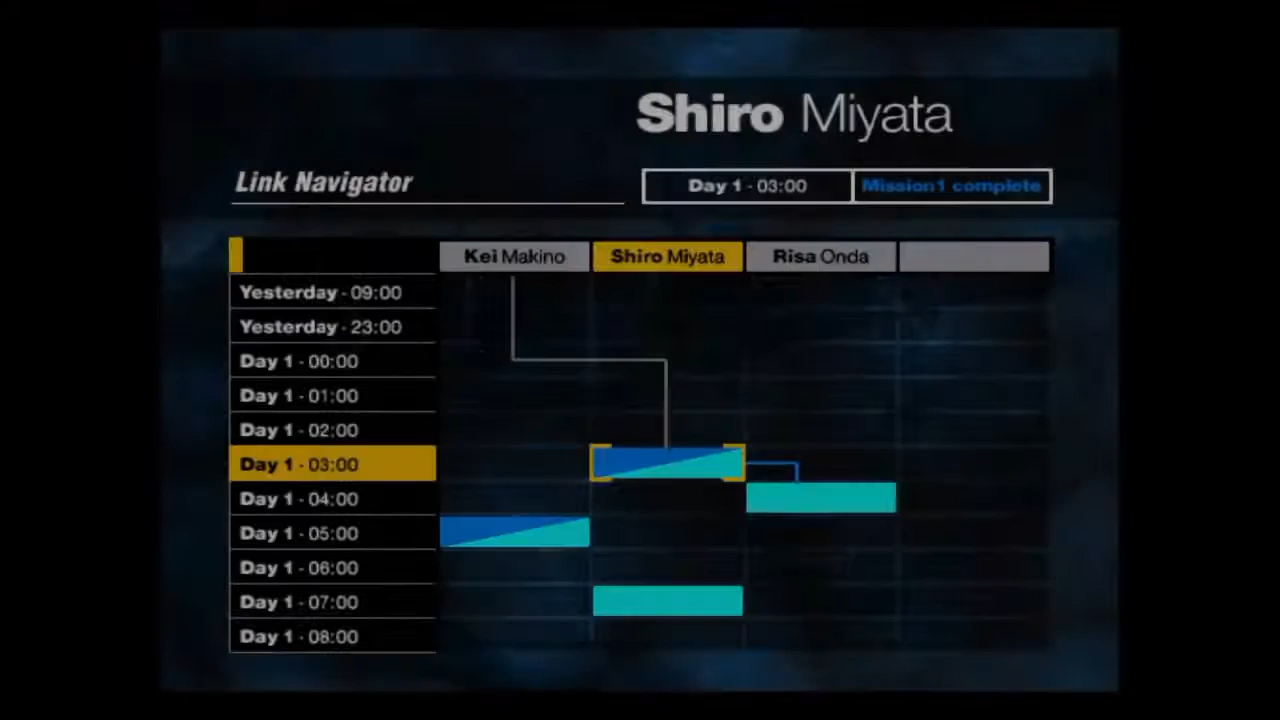 Shiro Miyata
Link Navigator
Day 1 - 03:00 Mission1 complete
Kei Makino Shiro Miyata Risa Onda
Yesterday - 09:00
Yesterday - 23:00
Day 1 - 00:00
Day 1 - 01:00
Day 1 - 02:00
Day 1 - 03:00
Day 1 - 04:00
Day 1 - 05:00
Day 1 - 06:00
Day 1 - 07:00
Day 1 - 08:00